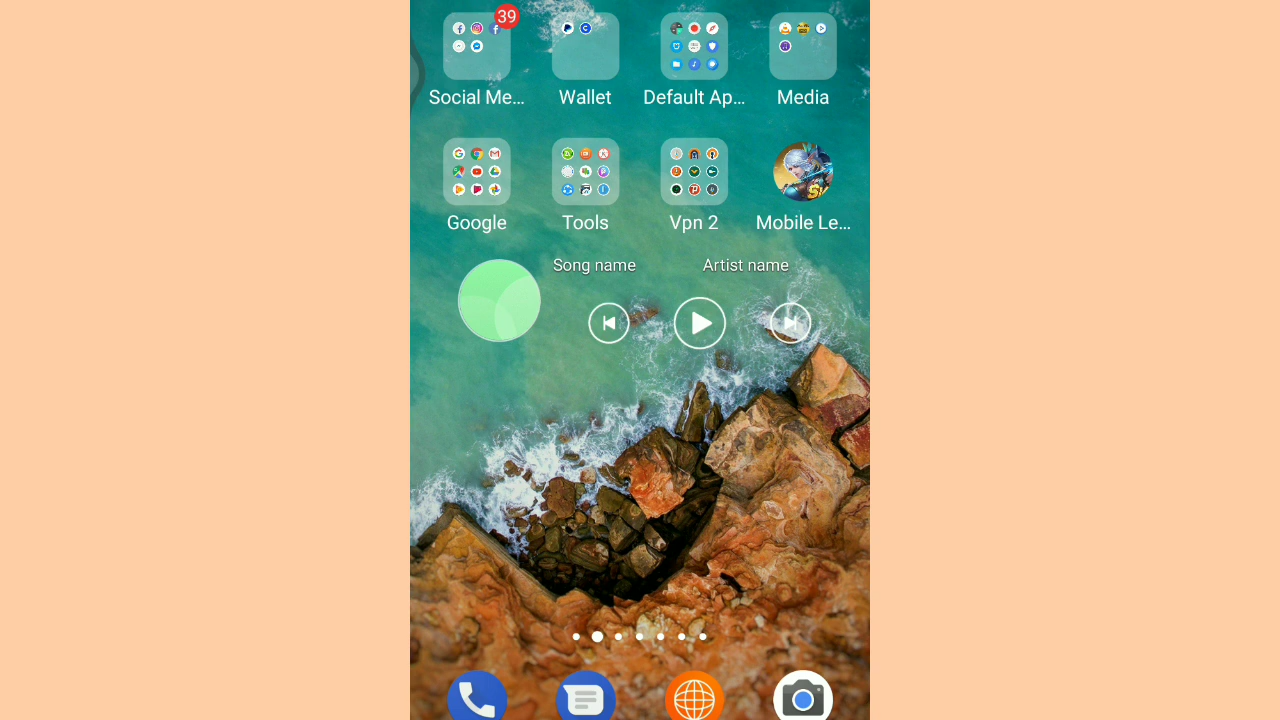 39
Social Me...
Wallet
Default Ap...
Media
Google
Tools
Vpn 2
Mobile Le...
Song name
Artist name